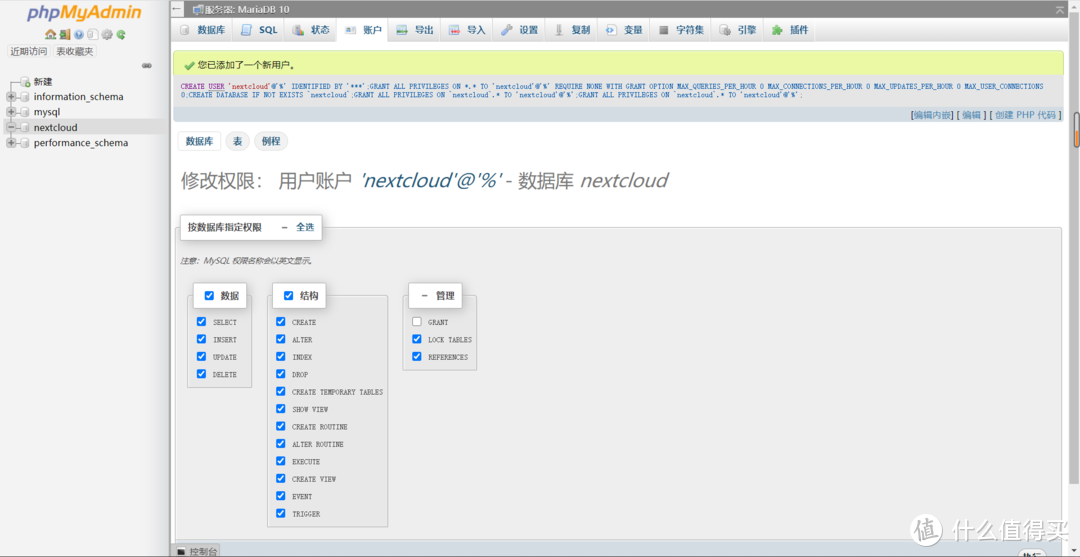 phpMyAdmin
近期访问 表收藏夹
新建
information_schema
mysql
nextcloud
performance_schema
服务器: MariaDB 10
数据库 SQL 状态 账户 导出 导入 设置 复制 变量 字符集 引擎 插件
您已添加了一个新用户。
CREATE USER 'nextcloud'@'%' IDENTIFIED BY '***';GRANT ALL PRIVILEGES ON *.* TO 'nextcloud'@'%' REQUIRE NONE WITH GRANT OPTION MAX_QUERIES_PER_HOUR 0 MAX_CONNECTIONS_PER_HOUR 0 MAX_UPDATES_PER_HOUR 0 MAX_USER_CONNECTIONS
0;CREATE DATABASE IF NOT EXISTS `nextcloud`;GRANT ALL PRIVILEGES ON `nextcloud`.* TO 'nextcloud'@'%';GRANT ALL PRIVILEGES ON `nextcloud`.* TO 'nextcloud'@'%';
[编辑内嵌] [ 编辑 ] [ 创建 PHP 代码 ]
数据库 表 例程
修改权限： 用户账户 'nextcloud'@'%' - 数据库 nextcloud
按数据库指定权限 – 全选
注意：MySQL 权限名称会以英文显示。
数据
SELECT
INSERT
UPDATE
DELETE
结构
CREATE
ALTER
INDEX
DROP
CREATE TEMPORARY TABLES
SHOW VIEW
CREATE ROUTINE
ALTER ROUTINE
EXECUTE
CREATE VIEW
EVENT
TRIGGER
– 管理
GRANT
LOCK TABLES
REFERENCES
控制台
值 什么值得买
执行